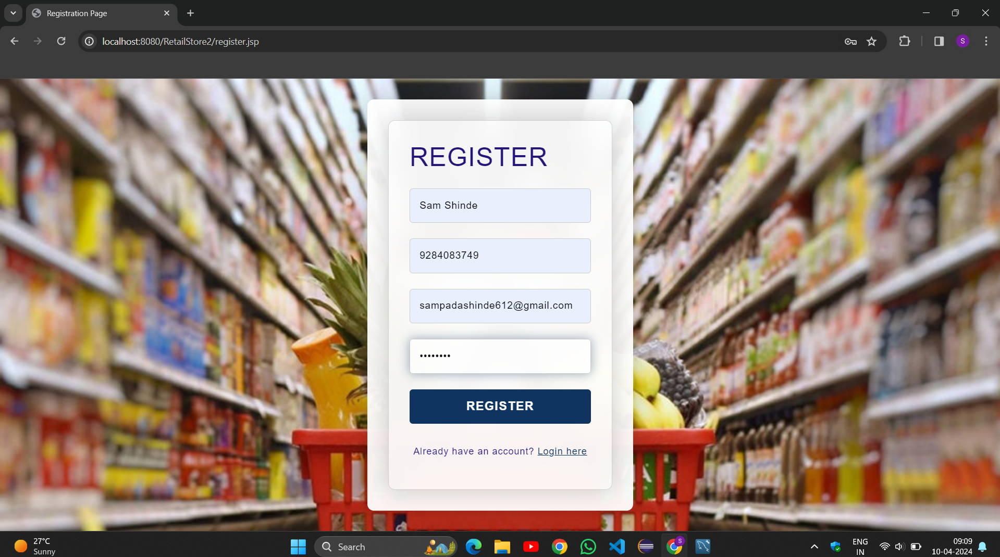 Registration Page
localhost:8080/RetailStore2/register.jsp
S
REGISTER
Sam Shinde
9284083749
sampadashinde612@gmail.com
••••••••
REGISTER
Already have an account? Login here
27°C
Sunny
Search
S
ENG
IN
09:09
10-04-2024